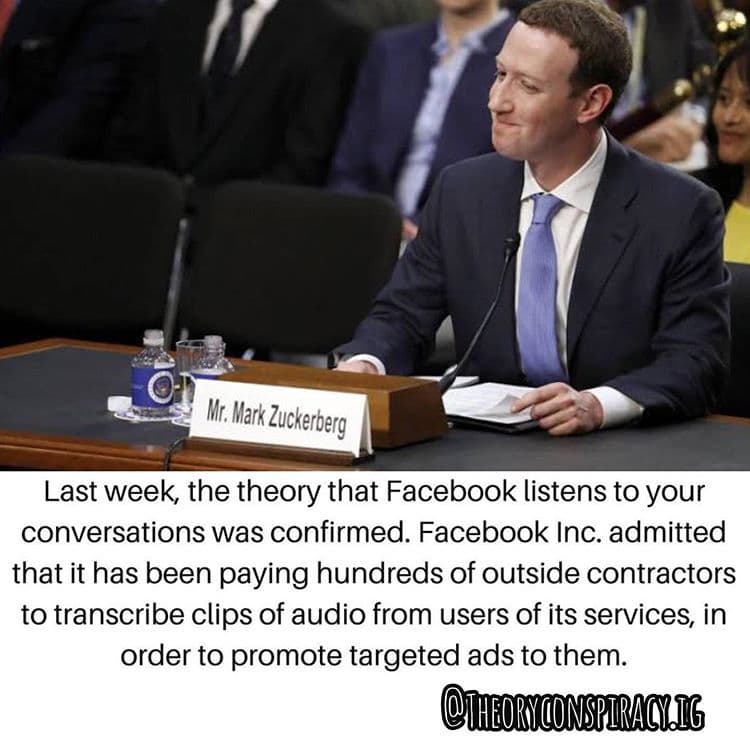 Mr. Mark Zuckerberg
Last week, the theory that Facebook listens to your
conversations was confirmed. Facebook Inc. admitted
that it has been paying hundreds of outside contractors
to transcribe clips of audio from users of its services, in
order to promote targeted ads to them.
@THEORYCONSPIRACY.IG